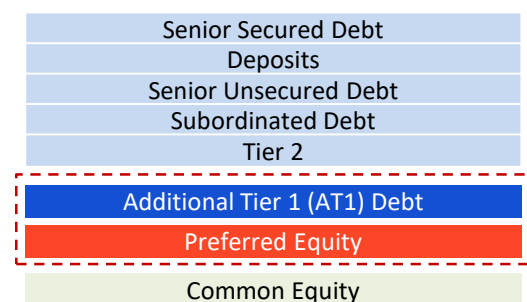 Senior Secured Debt
Deposits
Senior Unsecured Debt
Subordinated Debt
Tier 2
Additional Tier 1 (AT1) Debt
Preferred Equity
Common Equity